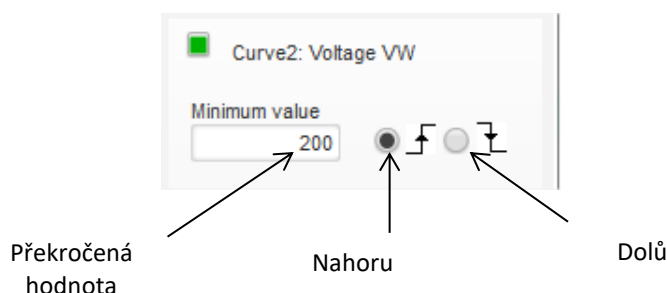 Curve2: Voltage VW
Minimum value
200
Překročená
hodnota
Nahoru
Dolů